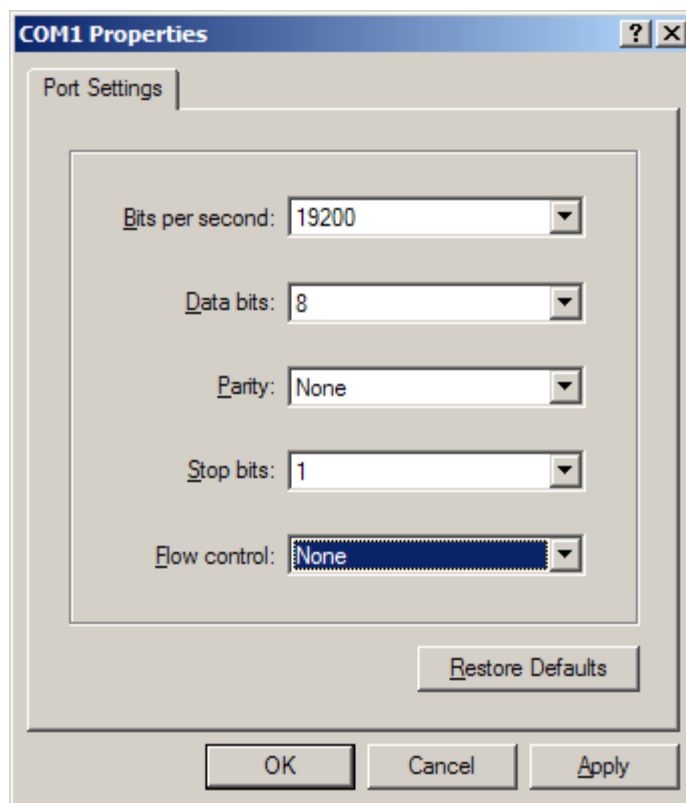 COM1 Properties
Port Settings
Bits per second: 19200
Data bits: 8
Parity: None
Stop bits: 1
Flow control: None
Restore Defaults
OK Cancel Apply